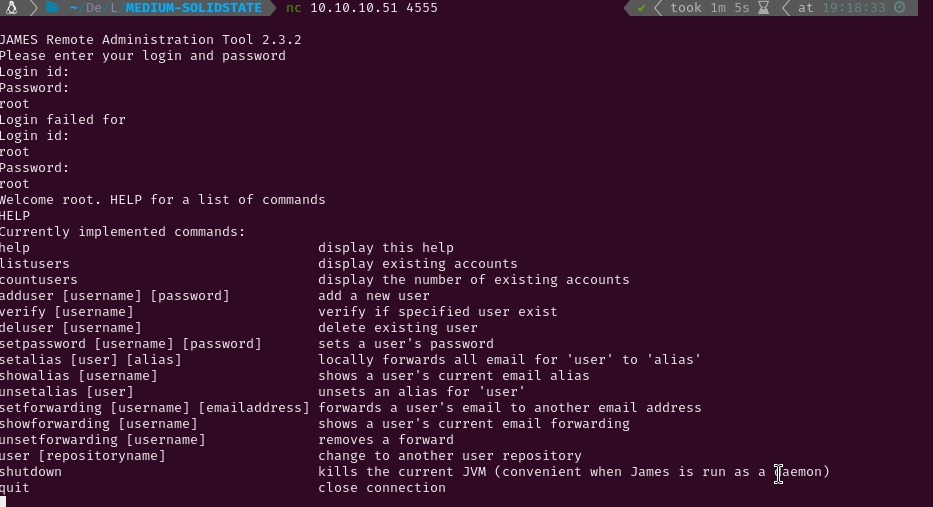 ~/De/L/MEDIUM-SOLIDSTATE nc 10.10.10.51 4555 ✔ took 1m 5s at 19:18:33
JAMES Remote Administration Tool 2.3.2
Please enter your login and password
Login id:
Password:
root
Login failed for
Login id:
root
Password:
root
Welcome root. HELP for a list of commands
HELP
Currently implemented commands:
help display this help
listusers display existing accounts
countusers display the number of existing accounts
adduser [username] [password] add a new user
verify [username] verify if specified user exist
deluser [username] delete existing user
setpassword [username] [password] sets a user's password
setalias [user] [alias] locally forwards all email for 'user' to 'alias'
showalias [username] shows a user's current email alias
unsetalias [user] unsets an alias for 'user'
setforwarding [username] [emailaddress] forwards a user's email to another email address
showforwarding [username] shows a user's current email forwarding
unsetforwarding [username] removes a forward
user [repositoryname] change to another user repository
shutdown kills the current JVM (convenient when James is run as a daemon)
quit close connection